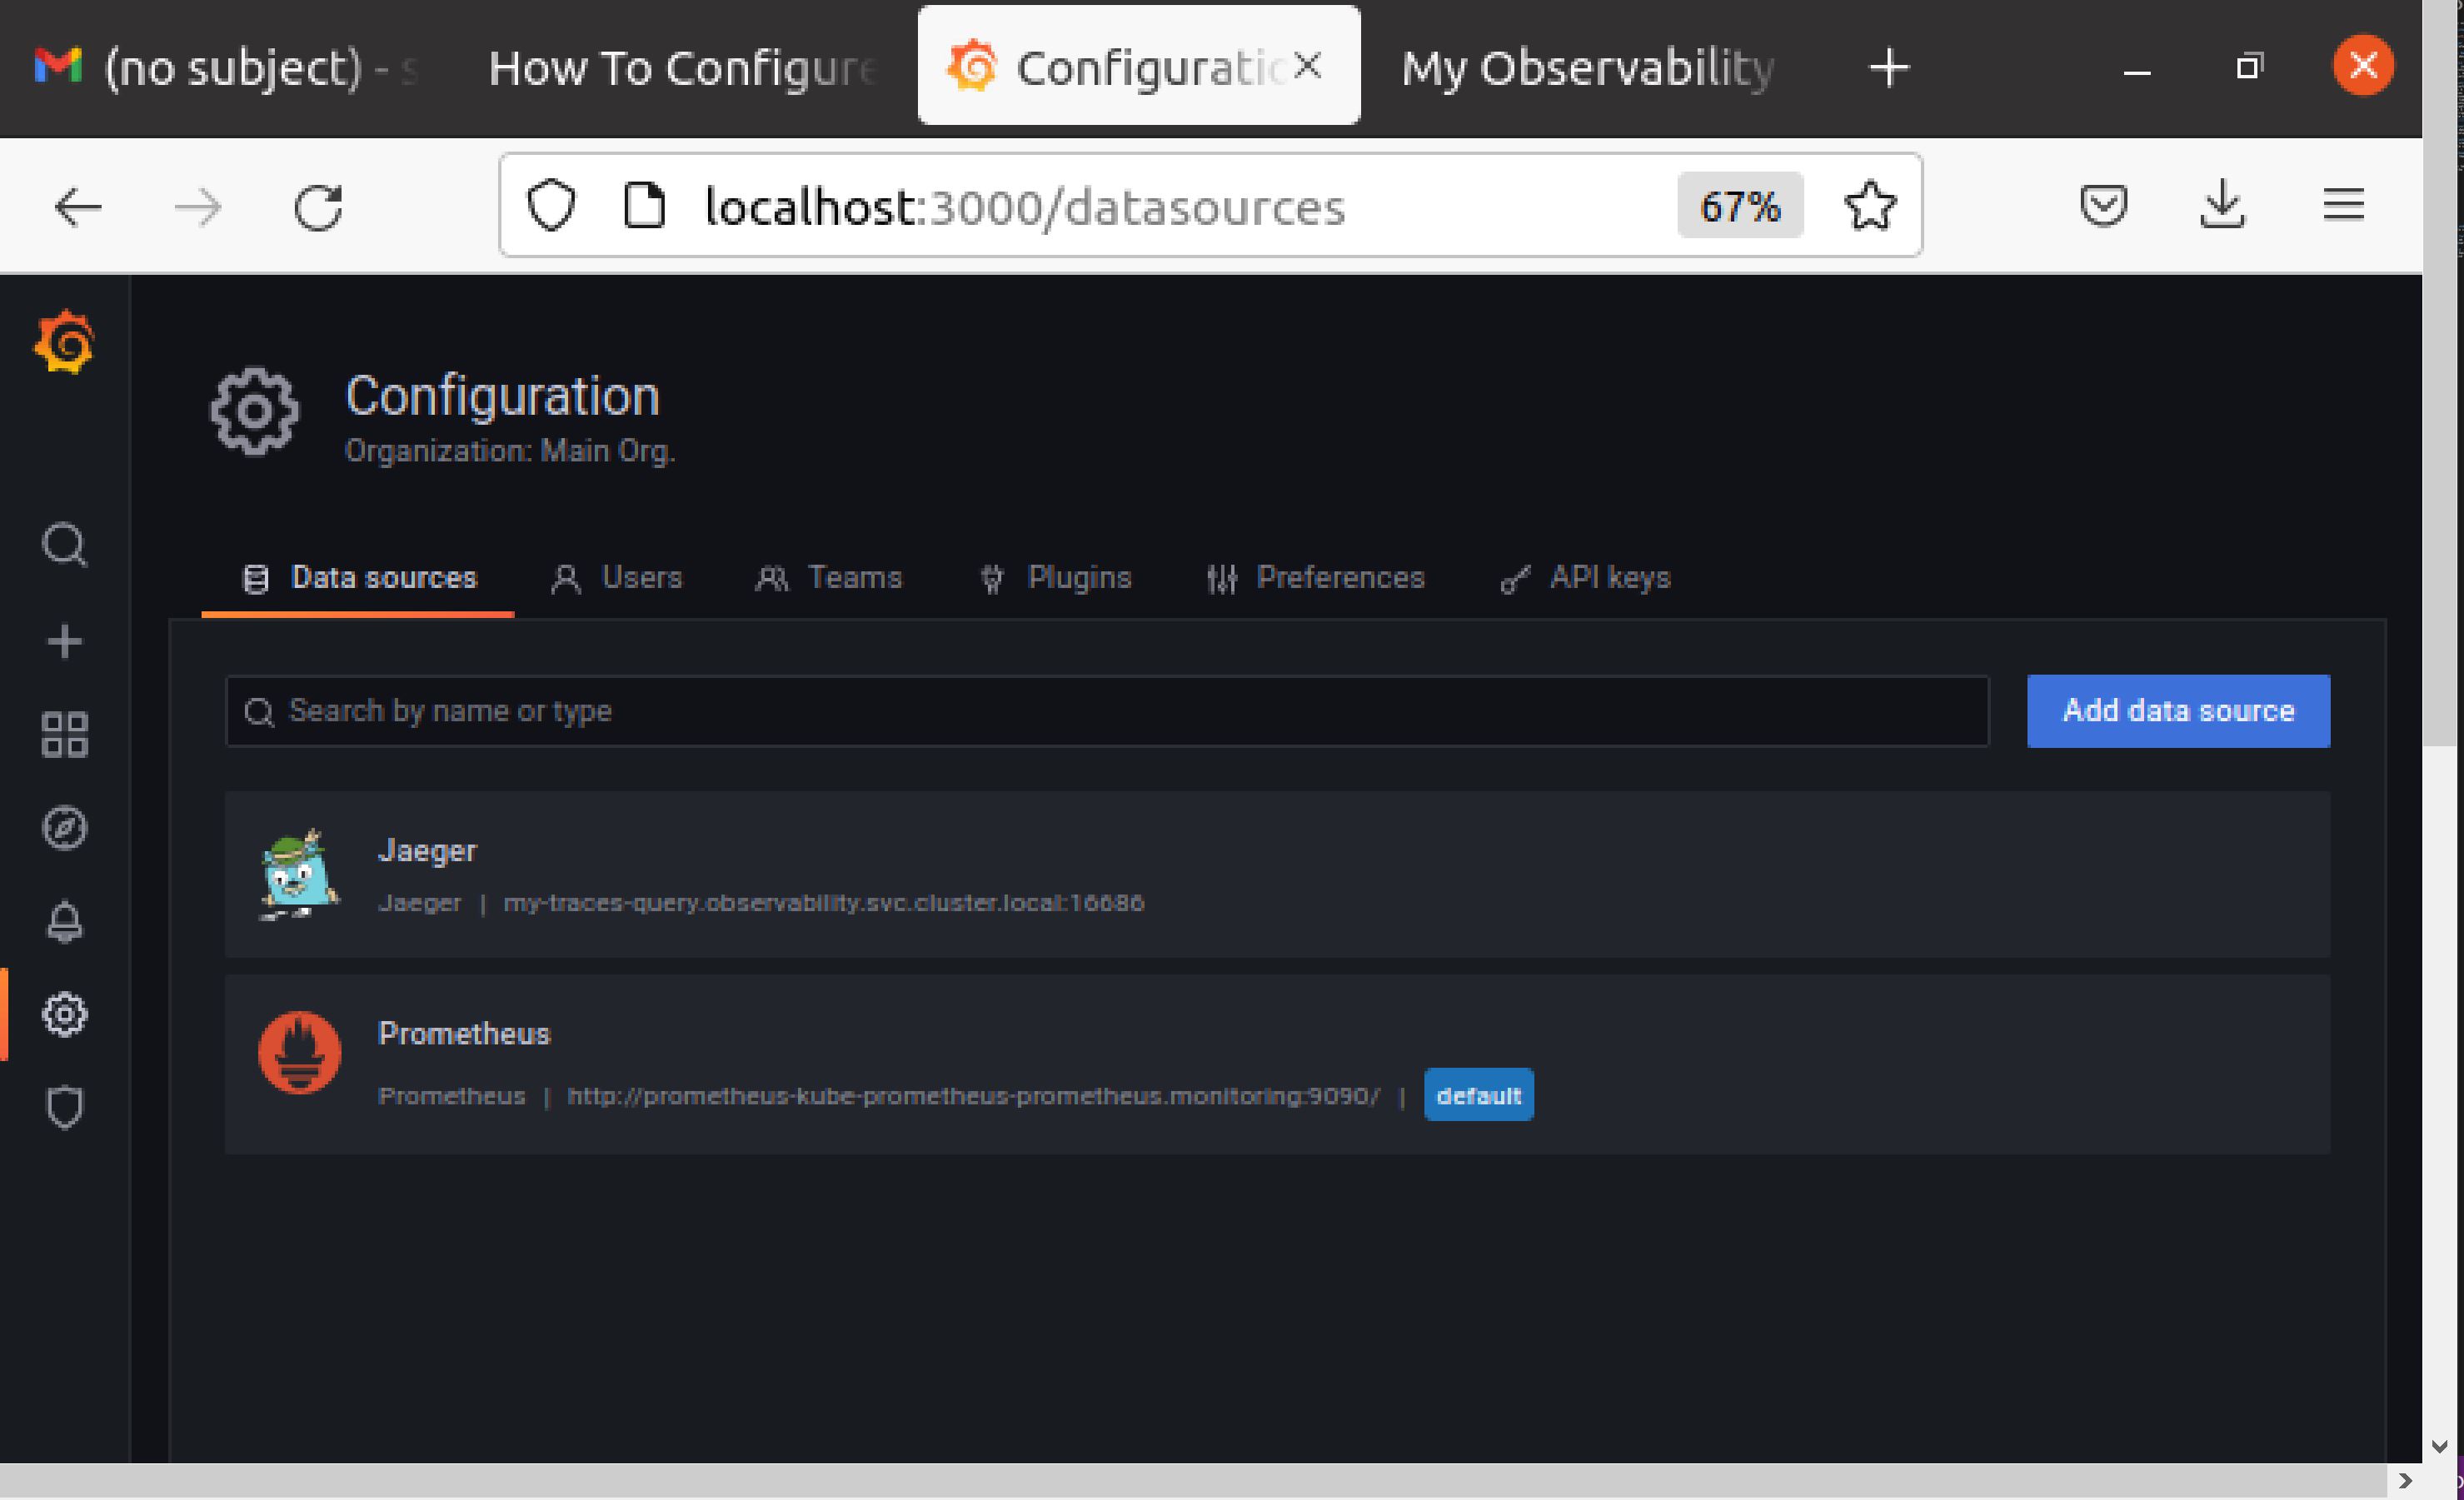 (no subject) - s
How To Configure
Configuratio
My Observability
localhost:3000/datasources
67%
Configuration
Organization: Main Org.
Data sources
Users
Teams
Plugins
Preferences
API keys
Search by name or type
Add data source
Jaeger
Jaeger | my-traces-query.observability.svc.cluster.local:16686
Prometheus
Prometheus | http://prometheus-kube-prometheus-prometheus.monitoring:9090/ | default